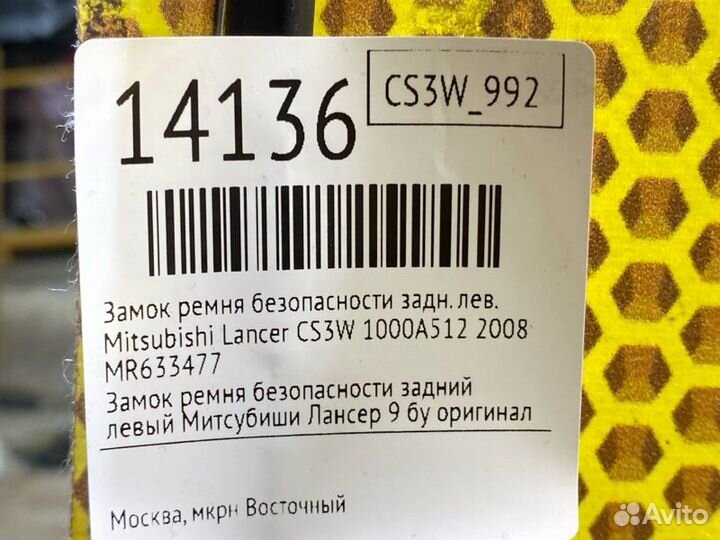 14136
CS3W_992
Замок ремня безопасности задн. лев.
Mitsubishi Lancer CS3W 1000A512 2008
MR633477
Замок ремня безопасности задний
левый Митсубиши Лансер 9 бу оригинал
Москва, мкрн Восточный
Avito